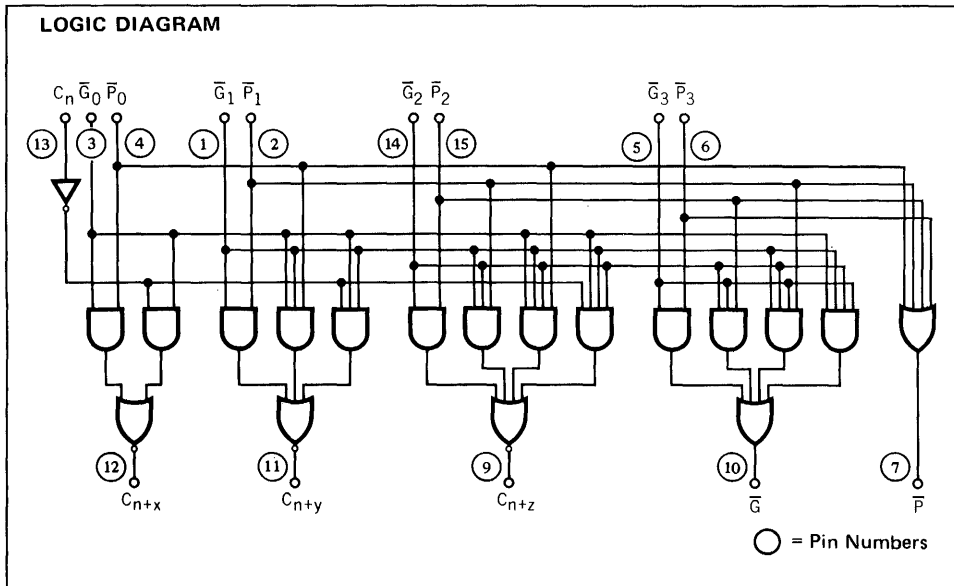 LOGIC DIAGRAM
Cn G̅0 P̅0 G̅1 P̅1 G̅2 P̅2 G̅3 P̅3
13 3 4 1 2 14 15 5 6
12 11 9 10 7
Cn+x Cn+y Cn+z G̅ P̅
= Pin Numbers